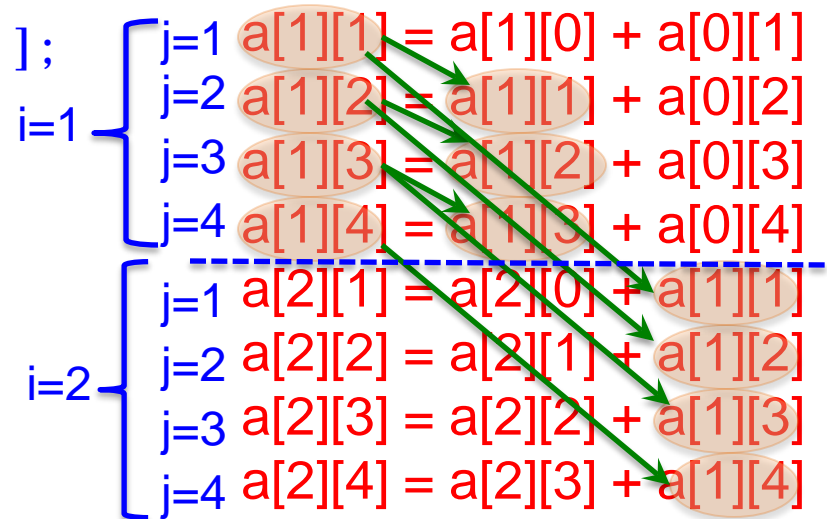 ];
i=1
j=1 a[1][1] = a[1][0] + a[0][1]
j=2 a[1][2] = a[1][1] + a[0][2]
j=3 a[1][3] = a[1][2] + a[0][3]
j=4 a[1][4] = a[1][3] + a[0][4]
i=2
j=1 a[2][1] = a[2][0] + a[1][1]
j=2 a[2][2] = a[2][1] + a[1][2]
j=3 a[2][3] = a[2][2] + a[1][3]
j=4 a[2][4] = a[2][3] + a[1][4]